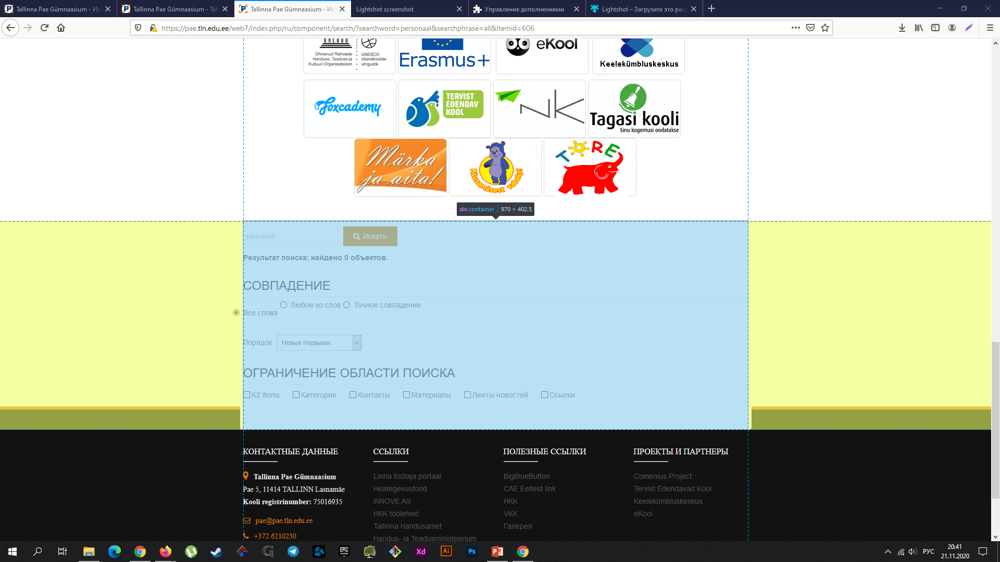 Tallinna Pae Gümnaasium - Ис
Tallinna Pae Gümnaasium - Tal
Tallinna Pae Gümnaasium - Ис
Lightshot screenshot
Управление дополнениями
Lightshot – Загрузите это рас
https://pae.tln.edu.ee/web7/index.php/ru/component/search/?searchword=personaal&searchphrase=all&Itemid=606
Ühinenud Rahvaste
Hariduse, Teaduse ja
Kultuuri Organisatsioon
UNESCO
ühendkoolide
võrgustik
Erasmus+
eKool
Keelekümbluskeskus
Foxcademy
TERVIST
EDENDAV
KOOL
NK
Tagasi kooli
Sinu kogemusi oodatakse
Märka
ja aita!
Kiusamisest vabaks!
TORE
div.container 970 × 402.5
personaal
Искать
Результат поиска: найдено 0 объектов.
СОВПАДЕНИЕ
Все слова Любое из слов Точное совпадение
Порядок Новые первыми
ОГРАНИЧЕНИЕ ОБЛАСТИ ПОИСКА
K2 Items Категории Контакты Материалы Ленты новостей Ссылки
КОНТАКТНЫЕ ДАННЫЕ
Tallinna Pae Gümnaasium
Pae 5, 11414 TALLINN Lasnamäe
Kooli registrinumber: 75016935
pae@pae.tln.edu.ee
+372 6210230
ССЫЛКИ
Linna töötaja portaal
Heategevusfond
INNOVE AS
HKK töölehed
Tallinna Haridusamet
Haridus- ja Teadusministeerium
ПОЛЕЗНЫЕ ССЫЛКИ
BigBlueButton
CAE Eeltest link
HKK
VKK
Галерея
ПРОЕКТЫ И ПАРТНЕРЫ
Comenius Project
Tervist Edendavad Kool
Keelekümbluskeskus
eKool
EPIC
GAMES
Xd
Ai
Ps
РУС
20:41
21.11.2020